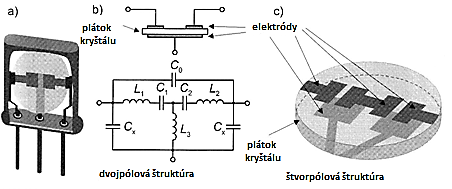 a)
b)
c)
plátok
kryštálu
elektródy
C0
L1
C1
C2
L2
Cx
Cx
L3
plátok
kryštálu
dvojpólová štruktúra
štvorpólová štruktúra